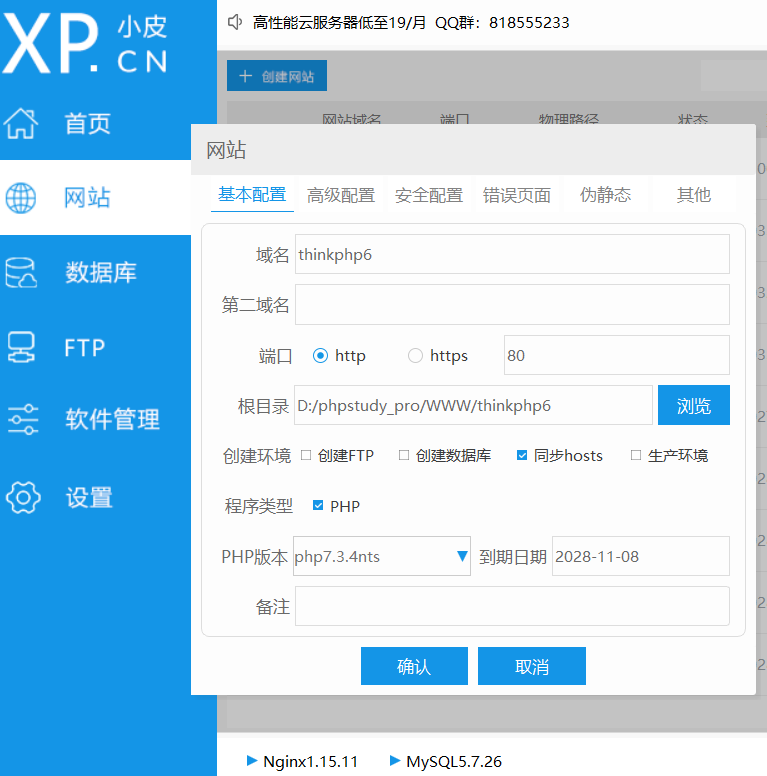 XP.CN 小皮
高性能云服务器低至19/月 QQ群：818555233
首页
网站
数据库
FTP
软件管理
设置
创建网站
网站域名 端口 物理路径 状态
网站
基本配置 高级配置 安全配置 错误页面 伪静态 其他
域名 thinkphp6
第二域名
端口 http https 80
根目录 D:/phpstudy_pro/WWW/thinkphp6 浏览
创建环境 创建FTP 创建数据库 同步hosts 生产环境
程序类型 PHP
PHP版本 php7.3.4nts 到期日期 2028-11-08
备注
确认 取消
Nginx1.15.11 MySQL5.7.26